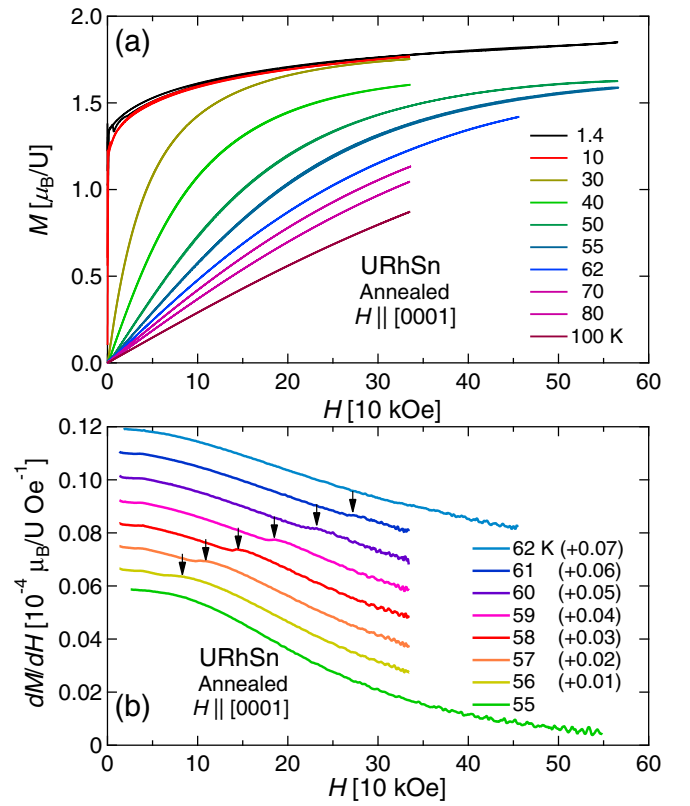 (a)
2.0
1.5
1.0
0.5
0.0
M [μB/U]
1.4
10
30
40
50
55
62
70
80
100 K
URhSn
Annealed
H || [0001]
0 10 20 30 40 50 60
H [10 kOe]
0.12
0.10
0.08
0.06
0.04
0.02
0
dM/dH [10-4 μB/U Oe-1]
62 K (+0.07)
61 (+0.06)
60 (+0.05)
59 (+0.04)
58 (+0.03)
57 (+0.02)
56 (+0.01)
55
URhSn
Annealed
H || [0001]
(b)
0 10 20 30 40 50 60
H [10 kOe]